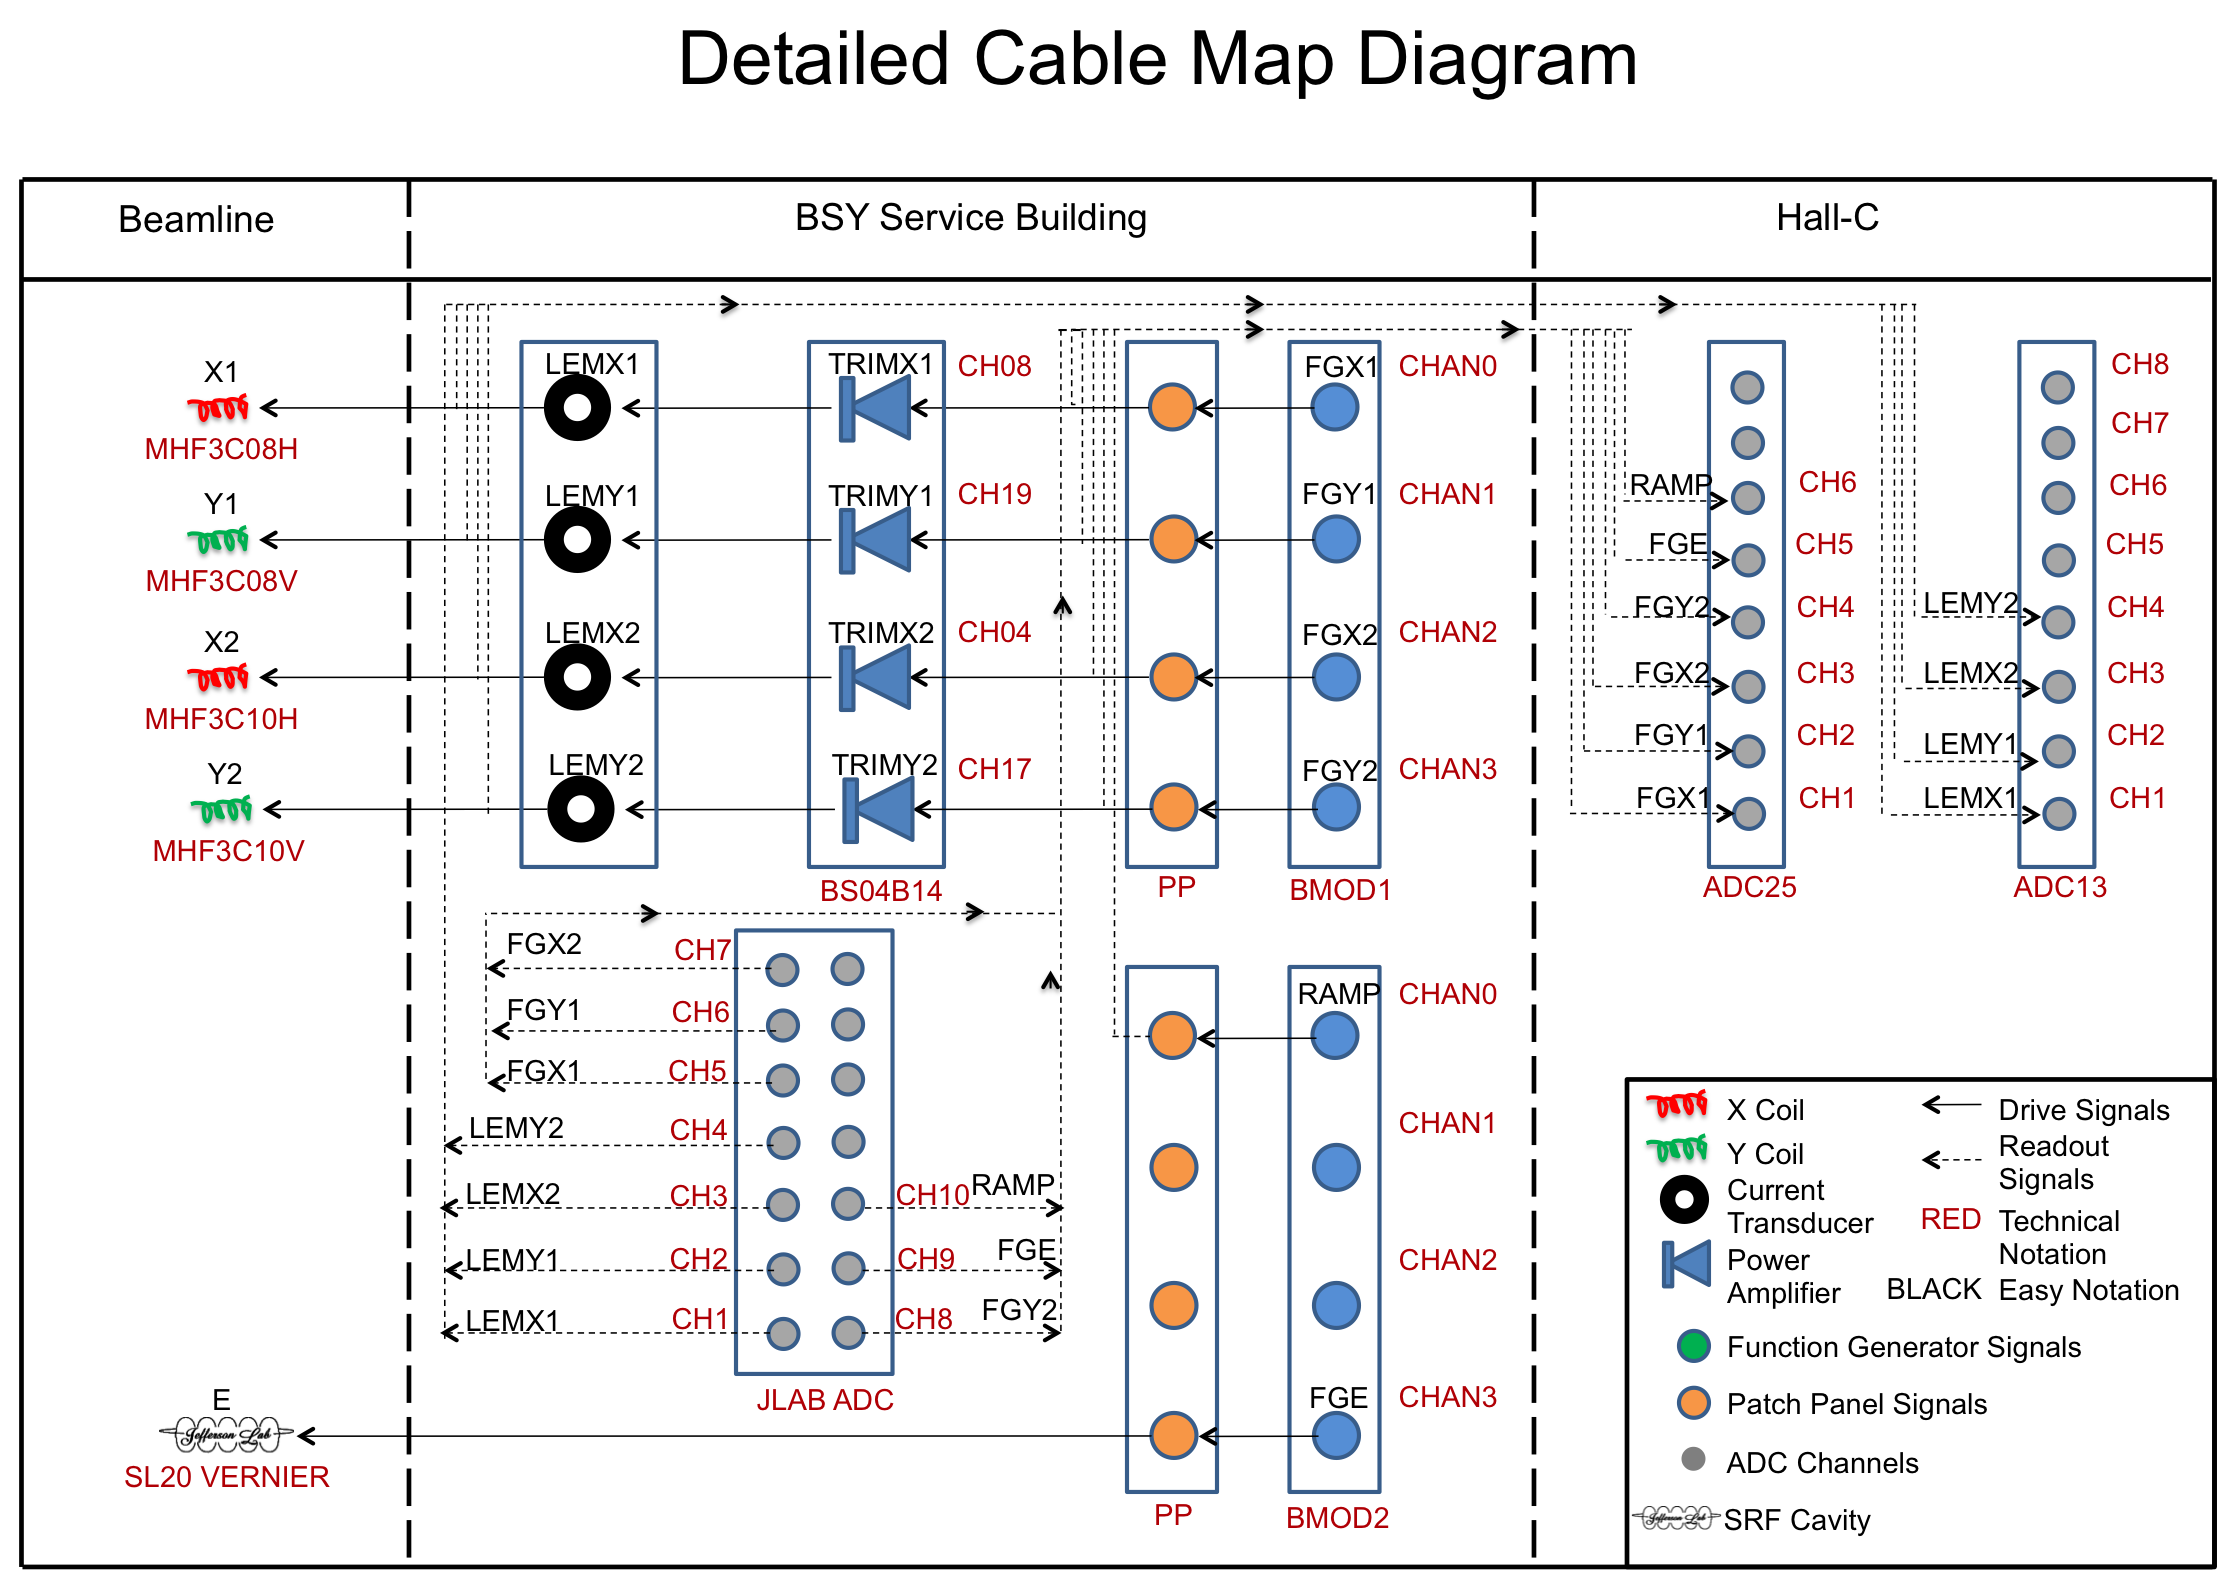 Detailed Cable Map Diagram
Beamline
BSY Service Building
Hall-C
X1
MHF3C08H
Y1
MHF3C08V
X2
MHF3C10H
Y2
MHF3C10V
E
Jefferson Lab
SL20 VERNIER
LEMX1
LEMY1
LEMX2
LEMY2
TRIMX1
CH08
TRIMY1
CH19
TRIMX2
CH04
TRIMY2
CH17
BS04B14
PP
FGX1
CHAN0
FGY1
CHAN1
FGX2
CHAN2
FGY2
CHAN3
BMOD1
FGX2
CH7
FGY1
CH6
FGX1
CH5
LEMY2
CH4
LEMX2
CH3
CH10
RAMP
LEMY1
CH2
CH9
FGE
LEMX1
CH1
CH8
FGY2
JLAB ADC
PP
RAMP
CHAN0
CHAN1
CHAN2
FGE
CHAN3
BMOD2
RAMP
CH6
FGE
CH5
FGY2
CH4
FGX2
CH3
FGY1
CH2
FGX1
CH1
ADC25
CH8
CH7
CH6
CH5
LEMY2
CH4
LEMX2
CH3
LEMY1
CH2
LEMX1
CH1
ADC13
X Coil
Y Coil
Current
Transducer
Power
Amplifier
Function Generator Signals
Patch Panel Signals
ADC Channels
Jefferson Lab
SRF Cavity
Drive Signals
Readout
Signals
RED
Technical
Notation
BLACK
Easy Notation